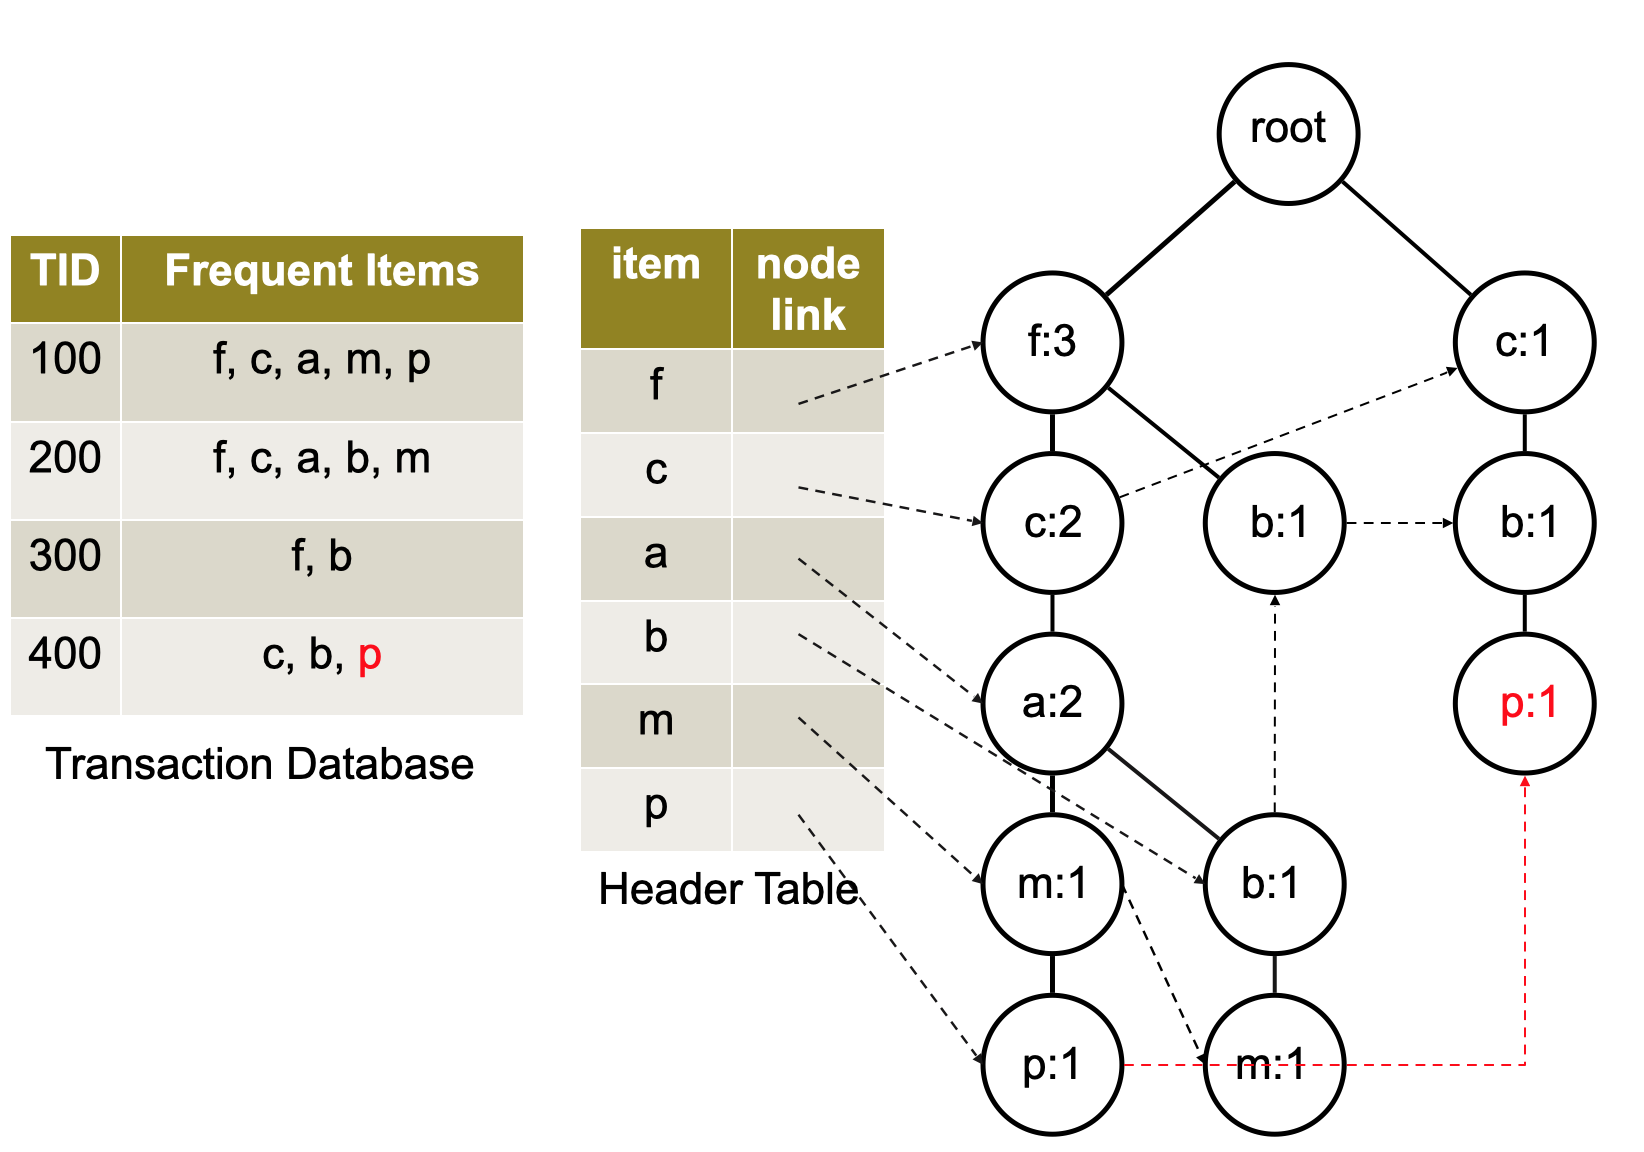 TID Frequent Items
100 f, c, a, m, p
200 f, c, a, b, m
300 f, b
400 c, b, p
Transaction Database
item node link
f
c
a
b
m
p
Header Table
root
f:3 c:1
c:2 b:1 b:1
a:2 p:1
m:1 b:1
p:1 m:1